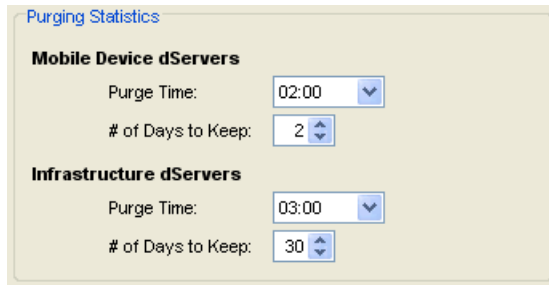 Purging Statistics
Mobile Device dServers
Purge Time: 02:00
# of Days to Keep: 2
Infrastructure dServers
Purge Time: 03:00
# of Days to Keep: 30